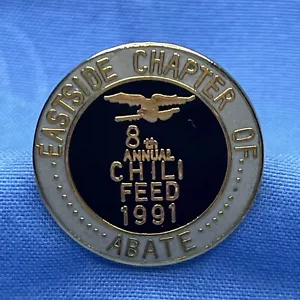 EASTSIDE CHAPTER OF
8th
ANNUAL
CHILI
FEED
1991
ABATE